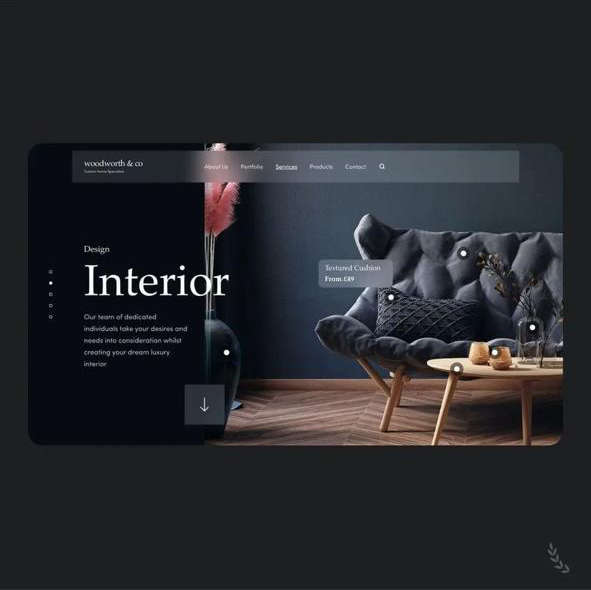 woodworth & co
Custom Home Specialists
About Us Portfolio Services Products Contact
Design
Interior
Textured Cushion
From £49
Our team of dedicated
individuals take your desires and
needs into consideration whilst
creating your dream luxury
interior